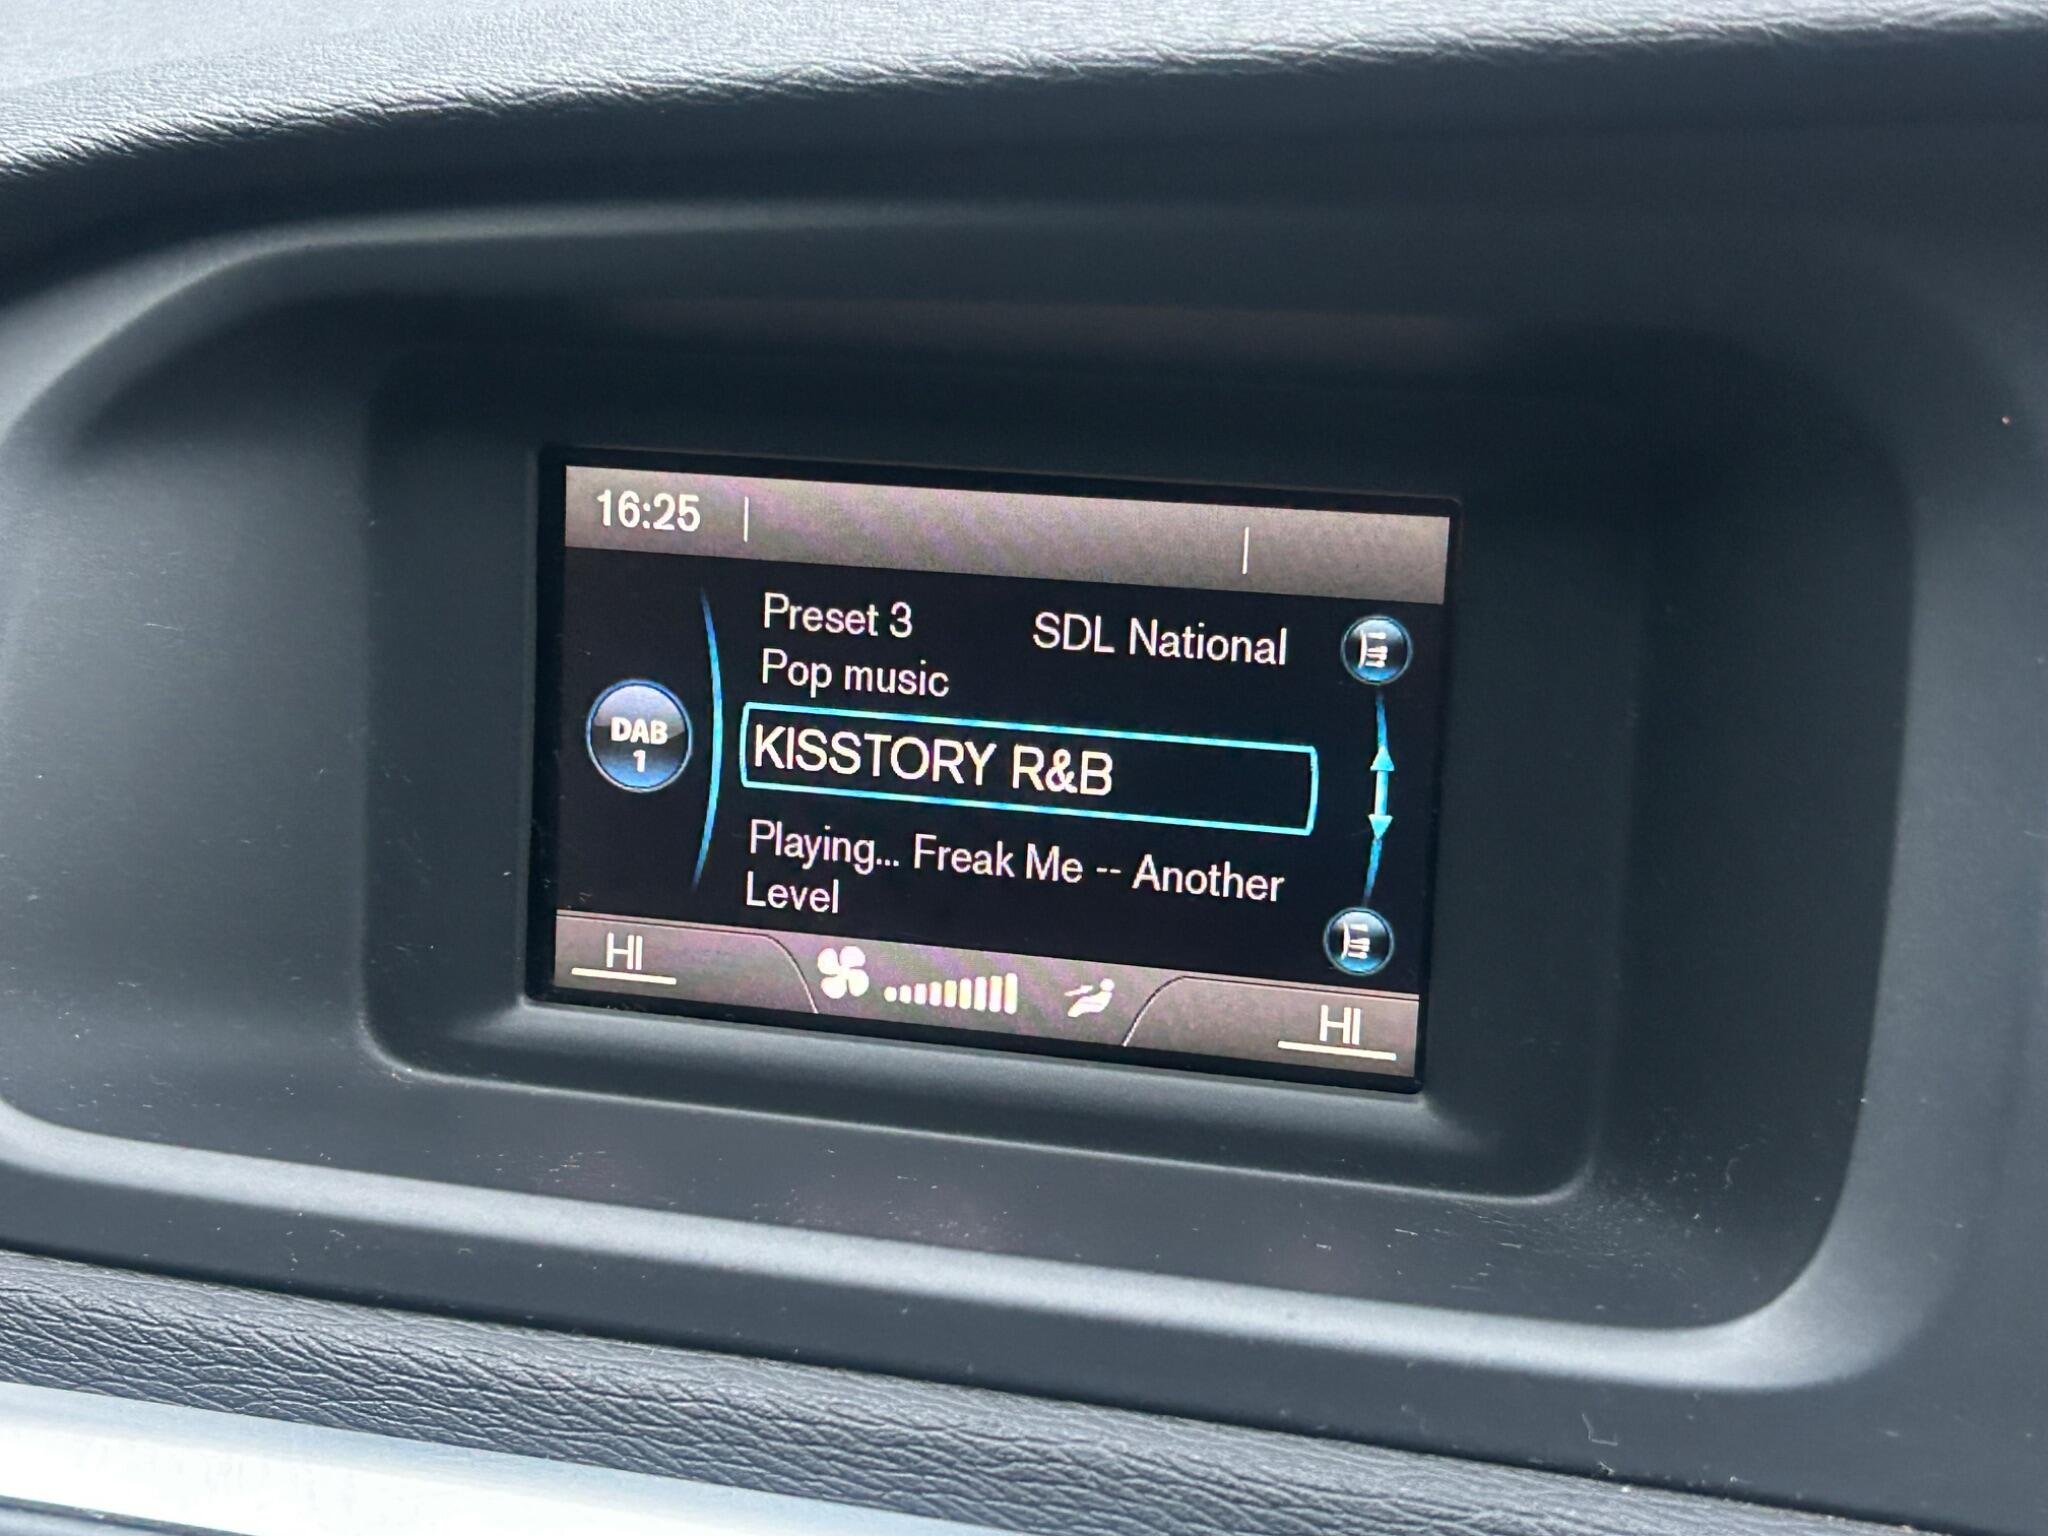 16:25
Preset 3 SDL National
Pop music
DAB
1
KISSTORY R&B
Playing... Freak Me -- Another
Level
HI HI